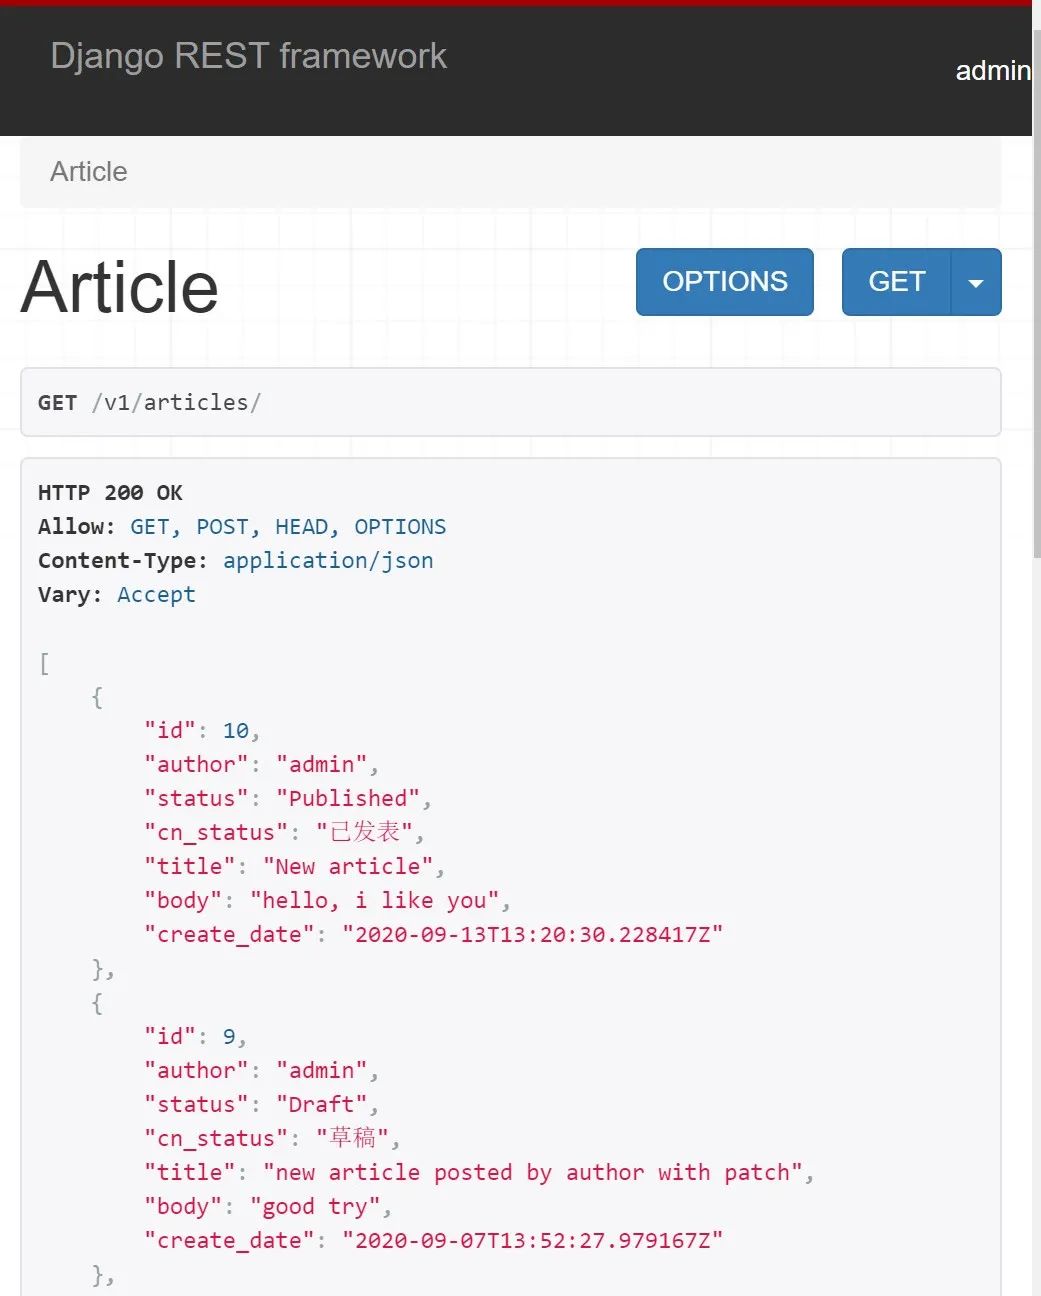 Django REST framework
admin
Article
Article
OPTIONS
GET
GET /v1/articles/
HTTP 200 OK
Allow: GET, POST, HEAD, OPTIONS
Content-Type: application/json
Vary: Accept
[
    {
        "id": 10,
        "author": "admin",
        "status": "Published",
        "cn_status": "已发表",
        "title": "New article",
        "body": "hello, i like you",
        "create_date": "2020-09-13T13:20:30.228417Z"
    },
    {
        "id": 9,
        "author": "admin",
        "status": "Draft",
        "cn_status": "草稿",
        "title": "new article posted by author with patch",
        "body": "good try",
        "create_date": "2020-09-07T13:52:27.979167Z"
    },